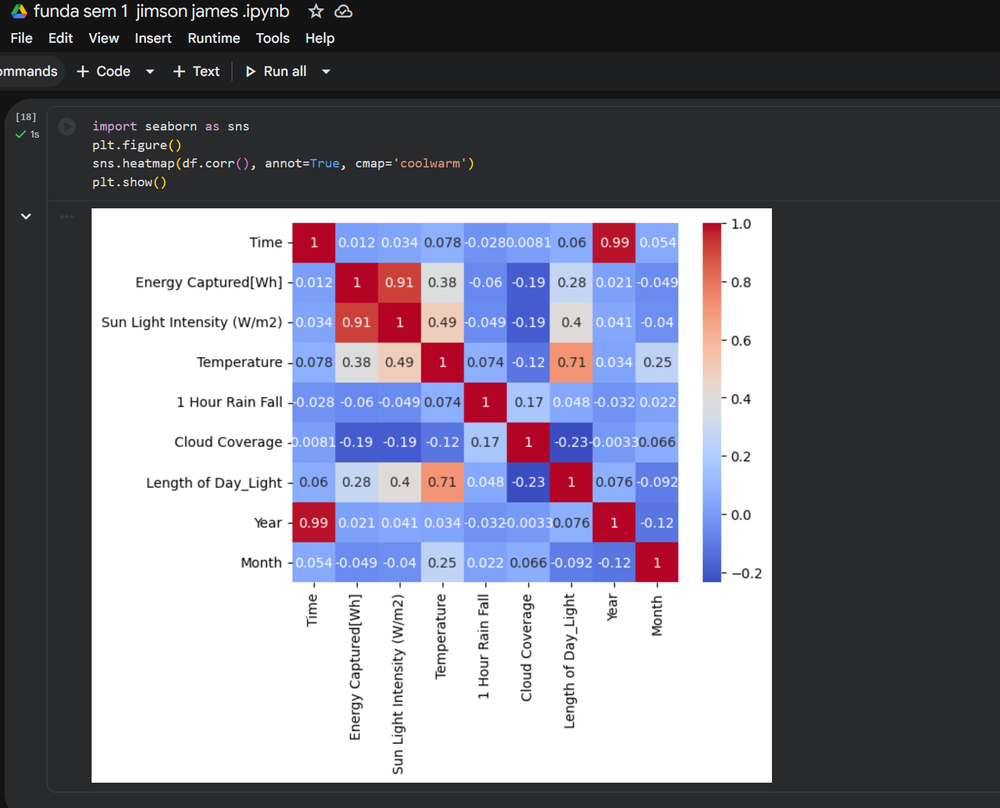 funda sem 1 jimson james .ipynb
File Edit View Insert Runtime Tools Help
ommands + Code + Text Run all
[18]
1s
import seaborn as sns
plt.figure()
sns.heatmap(df.corr(), annot=True, cmap='coolwarm')
plt.show()
Time 1 0.012 0.034 0.078 -0.028 0.0081 0.06 0.99 0.054
Energy Captured[Wh] 0.012 1 0.91 0.38 -0.06 -0.19 0.28 0.021 -0.049
Sun Light Intensity (W/m2) 0.034 0.91 1 0.49 -0.049 -0.19 0.4 0.041 -0.04
Temperature 0.078 0.38 0.49 1 0.074 -0.12 0.71 0.034 0.25
1 Hour Rain Fall -0.028 -0.06 -0.049 0.074 1 0.17 0.048 -0.032 0.022
Cloud Coverage 0.0081 -0.19 -0.19 -0.12 0.17 1 -0.23 -0.0033 0.066
Length of Day_Light 0.06 0.28 0.4 0.71 0.048 -0.23 1 0.076 -0.092
Year 0.99 0.021 0.041 0.034 -0.032 -0.0033 0.076 1 -0.12
Month 0.054 -0.049 -0.04 0.25 0.022 0.066 -0.092 -0.12 1
Time
Energy Captured[Wh]
Sun Light Intensity (W/m2)
Temperature
1 Hour Rain Fall
Cloud Coverage
Length of Day_Light
Year
Month
1.0
0.8
0.6
0.4
0.2
0.0
−0.2